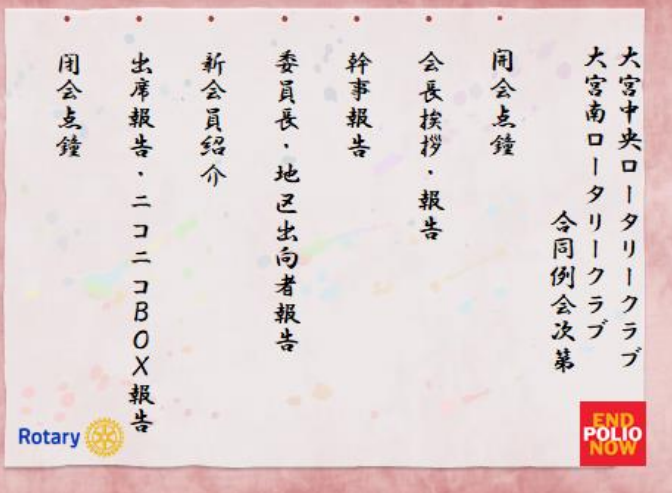 大宮中央ロータリークラブ
大宮南ロータリークラブ
合同例会次第
開会点鐘
会長挨拶・報告
幹事報告
委員長・地区出向者報告
新会員紹介
出席報告・ニコニコBOX報告
閉会点鐘
Rotary
END
POLIO
NOW